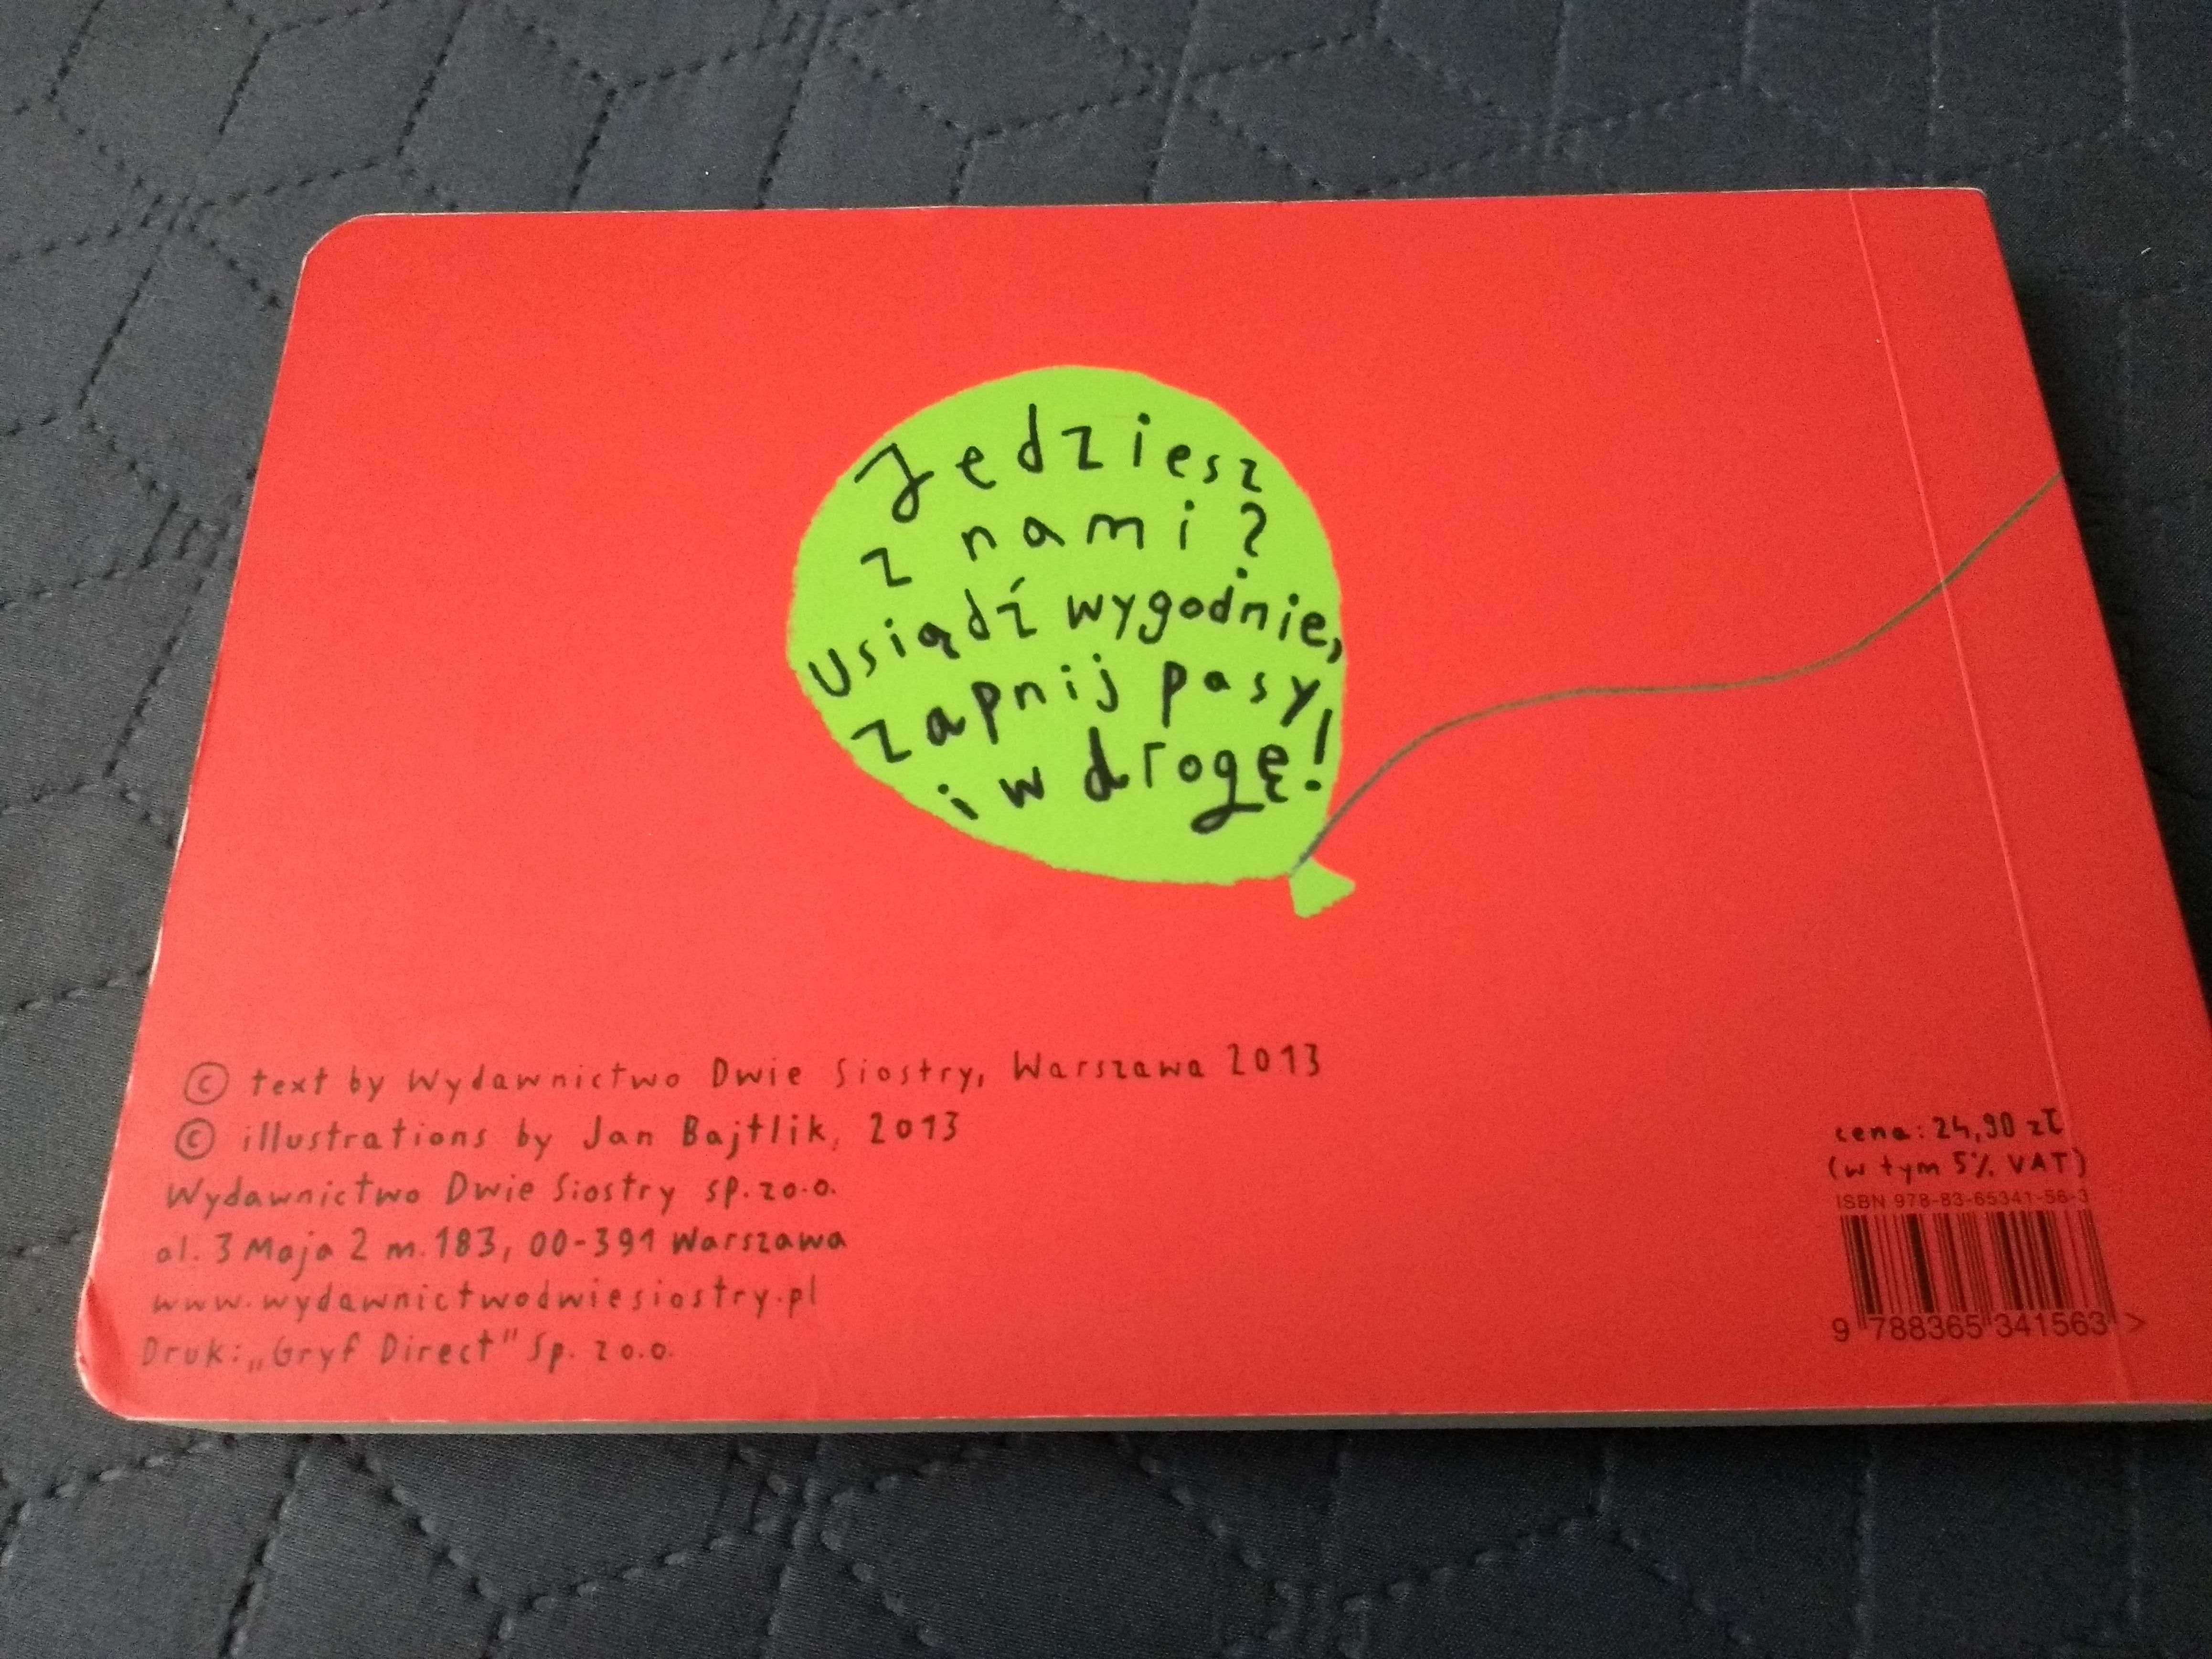 Jedziesz
z nami?
Usiądź wygodnie,
zapnij pasy
i w drogę!
© text by Wydawnictwo Dwie Siostry, Warszawa 2013
© illustrations by Jan Bajtlik, 2013
Wydawnictwo Dwie Siostry sp. z o.o.
al. 3 Maja 2 m. 183, 00-391 Warszawa
www.wydawnictwodwiesiostry.pl
Druk: „Gryf Direct" Sp. z o.o.
cena: 24,90 zł
(w tym 5% VAT)
ISBN 978-83-65341-56-3
9 788365 341563 >